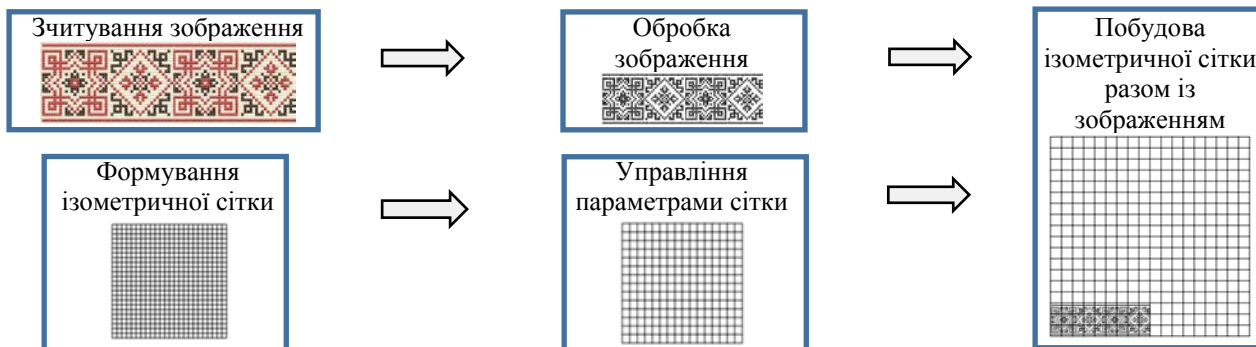 Зчитування зображення
Обробка
зображення
Побудова
ізометричної сітки
разом із
зображенням
Формування
ізометричної сітки
Управління
параметрами сітки